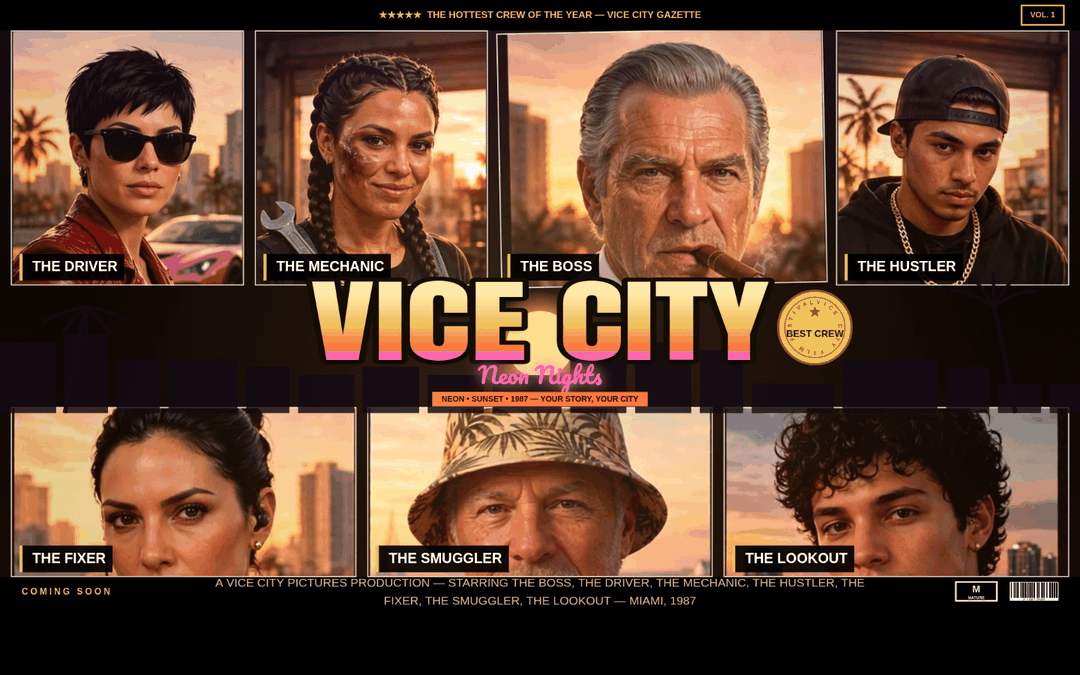 ★★★★★ THE HOTTEST CREW OF THE YEAR — VICE CITY GAZETTE
VOL. 1
THE DRIVER
THE MECHANIC
THE BOSS
THE HUSTLER
VICE CITY
Neon Nights
NEON • SUNSET • 1987 — YOUR STORY, YOUR CITY
BEST CREW
THE FIXER
THE SMUGGLER
THE LOOKOUT
COMING SOON
A VICE CITY PICTURES PRODUCTION — STARRING THE BOSS, THE DRIVER, THE MECHANIC, THE HUSTLER, THE
FIXER, THE SMUGGLER, THE LOOKOUT — MIAMI, 1987
M
MATURE